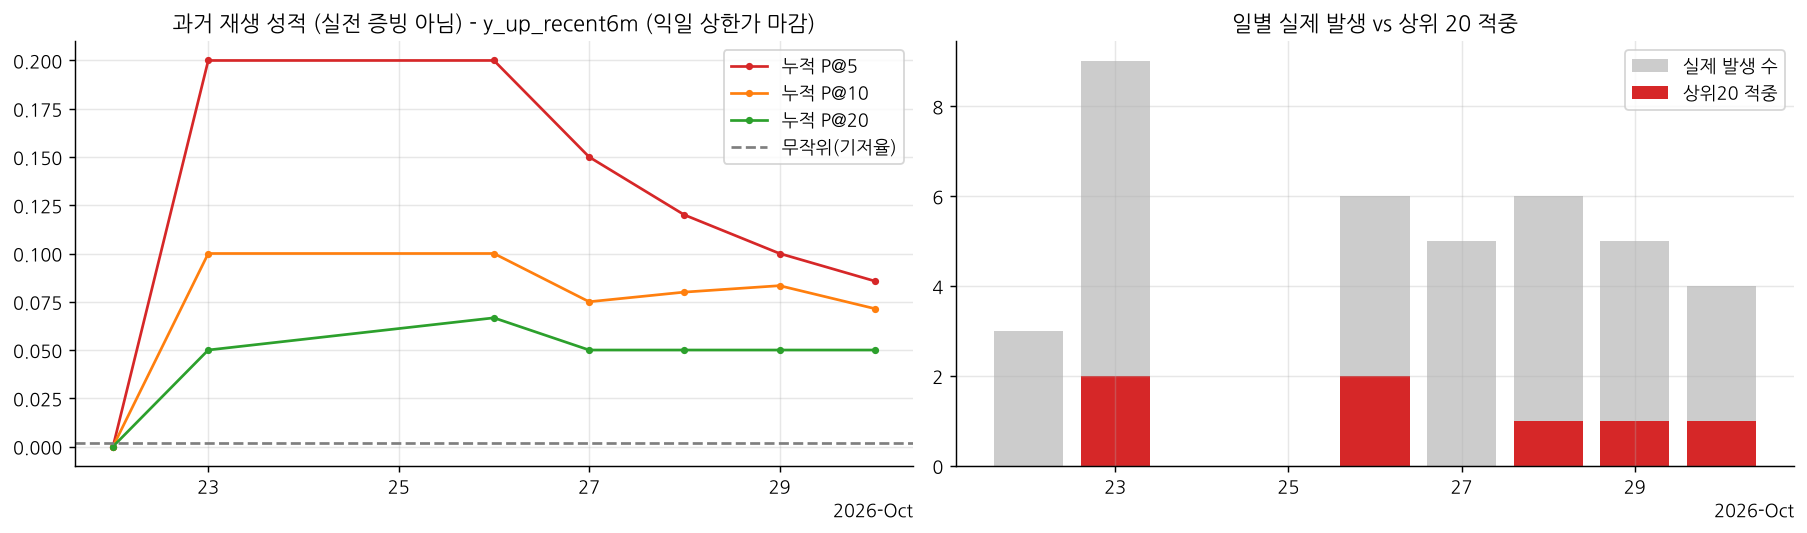 과거 재생 성적 (실전 증빙 아님) - y_up_recent6m (익일 상한가 마감)
누적 P@5
누적 P@10
누적 P@20
무작위(기저율)
0.200
0.175
0.150
0.125
0.100
0.075
0.050
0.025
0.000
23
25
27
29
2026-Oct
일별 실제 발생 vs 상위 20 적중
실제 발생 수
상위20 적중
8
6
4
2
0
23
25
27
29
2026-Oct